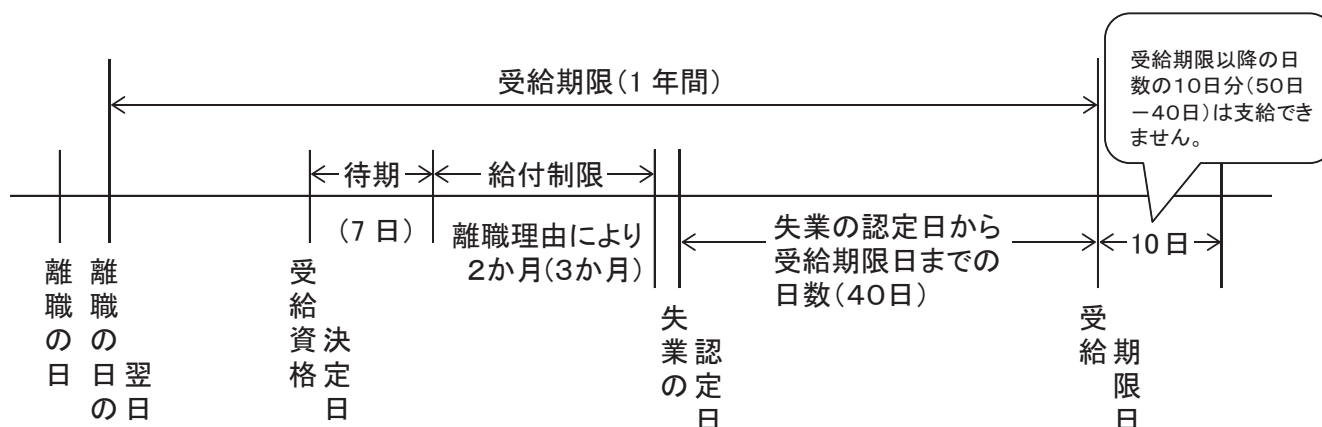 受給期限(1年間)
受給期限以降の日
数の10日分(50日
-40日)は支給でき
ません。
待期
給付制限
(7日)
離職理由により
2か月(3か月)
失業の認定日から
受給期限日までの
日数(40日)
10日
離職の日
離職の日の
翌日
受給資格
決定日
失業の
認定日
受給
期限日